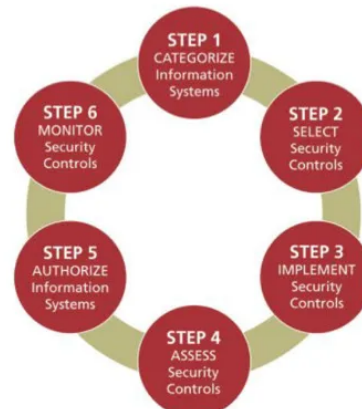 STEP 1
CATEGORIZE
Information
Systems
STEP 2
SELECT
Security
Controls
STEP 3
IMPLEMENT
Security
Controls
STEP 4
ASSESS
Security
Controls
STEP 5
AUTHORIZE
Information
Systems
STEP 6
MONITOR
Security
Controls